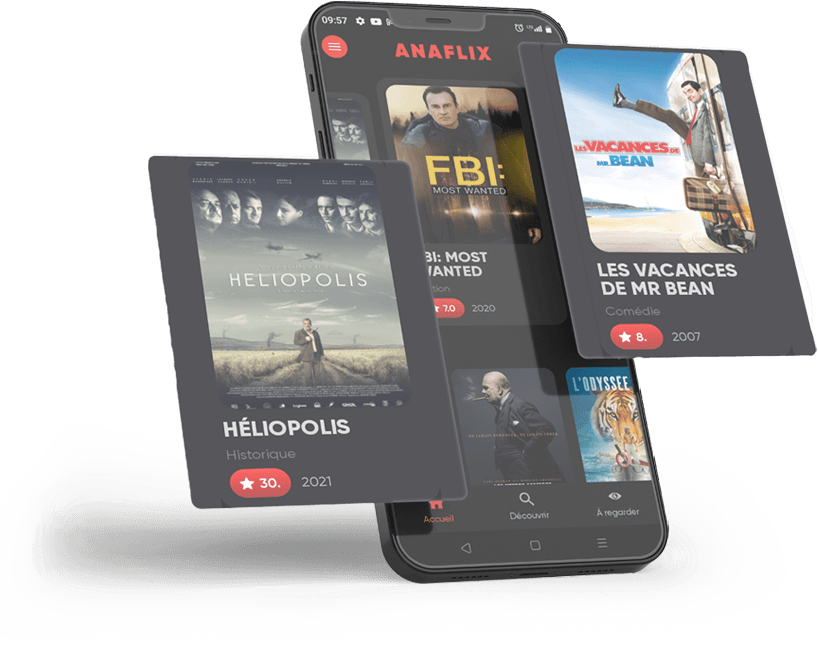 09:57
ANAFLIX
LES VACANCES DE
MR BEAN
LES VACANCES
DE MR BEAN
Comédie
8.
2007
FBI:
MOST WANTED
BI: MOST
WANTED
tion
7.0
2020
HELIOPOLIS
HÉLIOPOLIS
Historique
30.
2021
L'ODYSSÉE
Accueil
Découvrir
À regarder